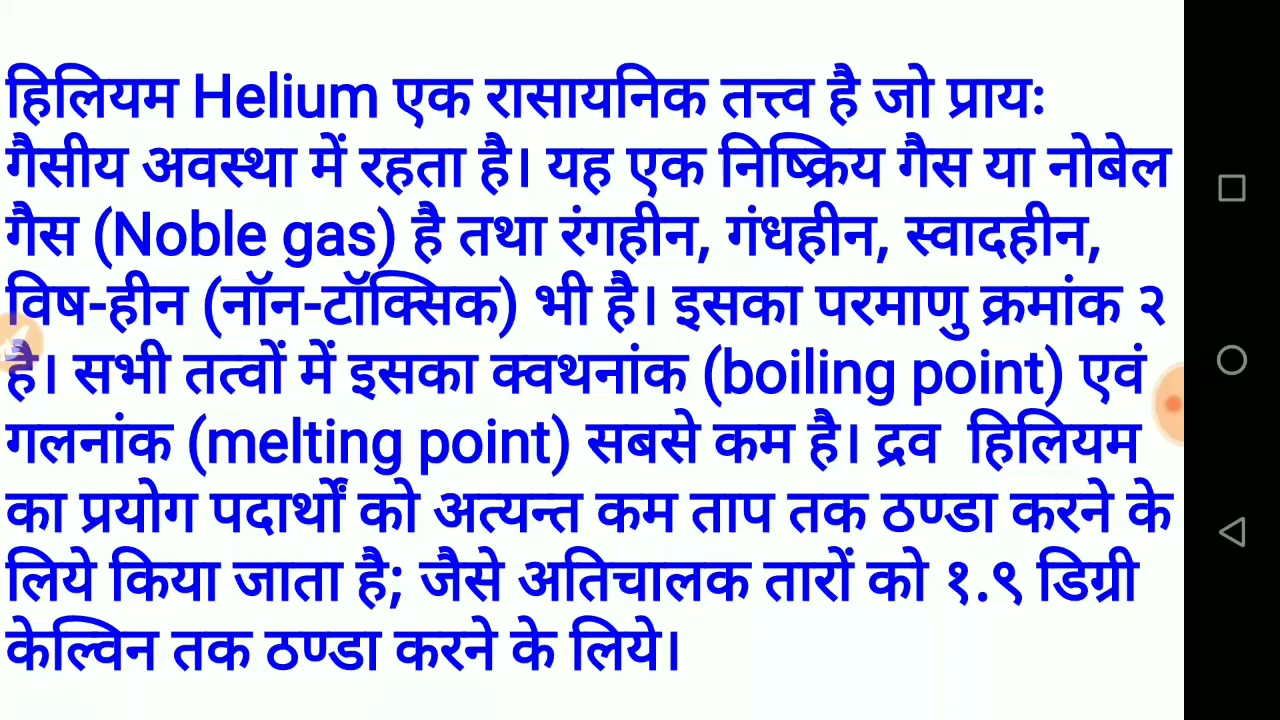 हिलियम Helium एक रासायनिक तत्त्व है जो प्रायः
गैसीय अवस्था में रहता है। यह एक निष्क्रिय गैस या नोबेल
गैस (Noble gas) है तथा रंगहीन, गंधहीन, स्वादहीन,
विष-हीन (नॉन-टॉक्सिक) भी है। इसका परमाणु क्रमांक २
है। सभी तत्वों में इसका क्वथनांक (boiling point) एवं
गलनांक (melting point) सबसे कम है। द्रव हिलियम
का प्रयोग पदार्थों को अत्यन्त कम ताप तक ठण्डा करने के
लिये किया जाता है; जैसे अतिचालक तारों को १.९ डिग्री
केल्विन तक ठण्डा करने के लिये।